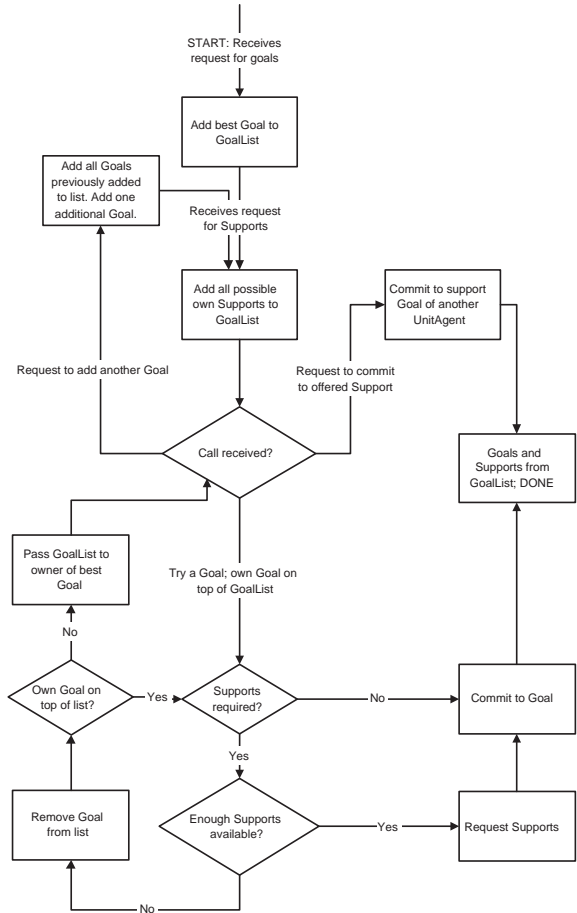 START: Receives
request for goals
Add best Goal to
GoalList
Add all Goals
previously added
to list. Add one
additional Goal.
Receives request
for Supports
Add all possible
own Supports to
GoalList
Commit to support
Goal of another
UnitAgent
Request to add another Goal
Request to commit
to offered Support
Call received?
Goals and
Supports from
GoalList; DONE
Pass GoalList to
owner of best
Goal
Try a Goal; own Goal on
top of GoalList
No
Own Goal on
top of list?
Yes
Supports
required?
No
Commit to Goal
Yes
Remove Goal
from list
Enough Supports
available?
Yes
Request Supports
No